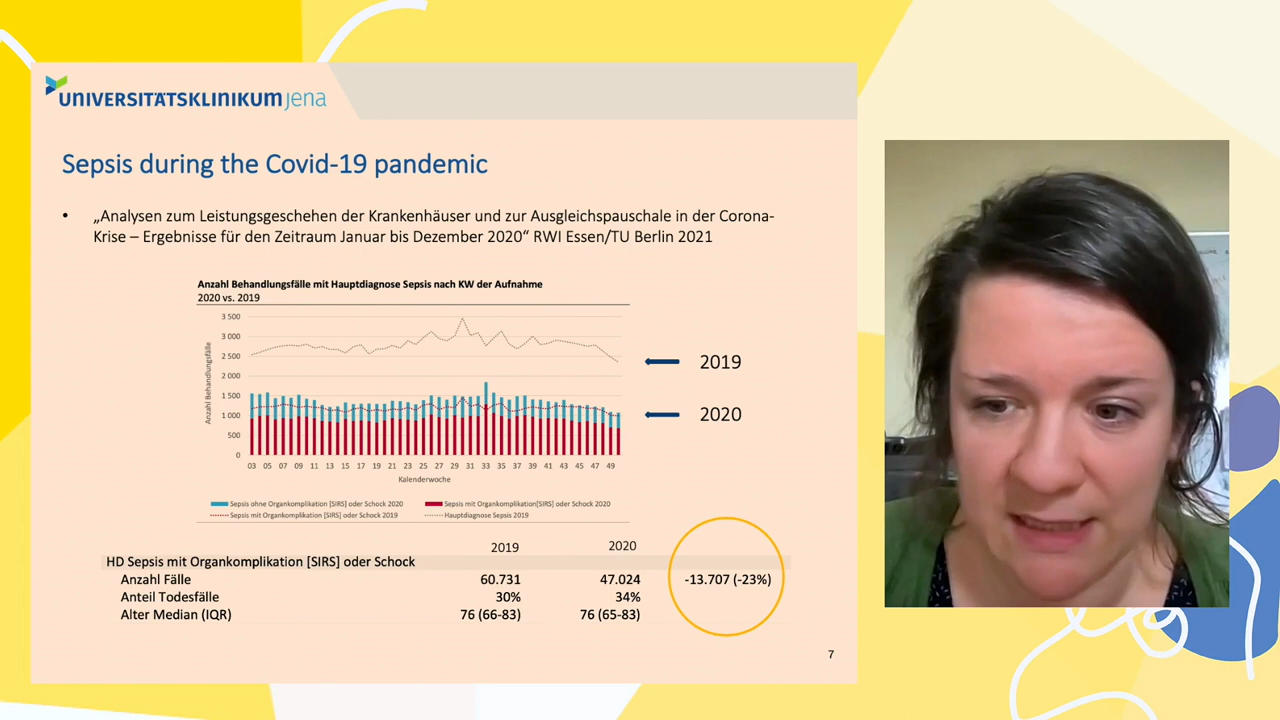 UNIVERSITÄTSKLINIKUM jena
Sepsis during the Covid-19 pandemic
• „Analysen zum Leistungsgeschehen der Krankenhäuser und zur Ausgleichspauschale in der Corona-
Krise – Ergebnisse für den Zeitraum Januar bis Dezember 2020“ RWI Essen/TU Berlin 2021
Anzahl Behandlungsfälle mit Hauptdiagnose Sepsis nach KW der Aufnahme
2020 vs. 2019
Anzahl Behandlungsfälle
3 500
3 000
2 500
2 000
1 500
1 000
500
0
2019
2020
03 05 07 09 11 13 15 17 19 21 23 25 27 29 31 33 35 37 39 41 43 45 47 49
Kalenderwoche
Sepsis ohne Organkomplikation [SIRS] oder Schock 2020 Sepsis mit Organkomplikation[SIRS] oder Schock 2020
Sepsis mit Organkomplikation [SIRS] oder Schock 2019 Hauptdiagnose Sepsis 2019
2019 2020
HD Sepsis mit Organkomplikation [SIRS] oder Schock
Anzahl Fälle 60.731 47.024 -13.707 (-23%)
Anteil Todesfälle 30% 34%
Alter Median (IQR) 76 (66-83) 76 (65-83)
7